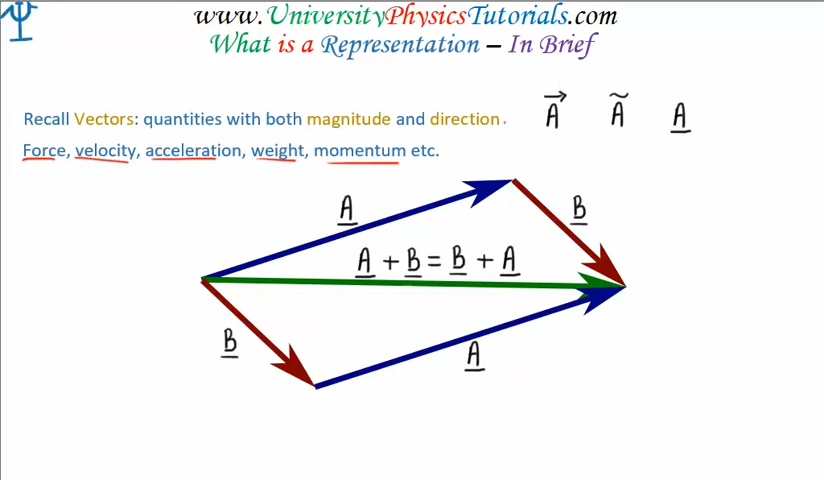 www.UniversityPhysicsTutorials.com
What is a Representation – In Brief
Recall Vectors: quantities with both magnitude and direction.
A⃗ Ã A̲
Force, velocity, acceleration, weight, momentum etc.
A̲
B̲
A̲ + B̲ = B̲ + A̲
B̲
A̲